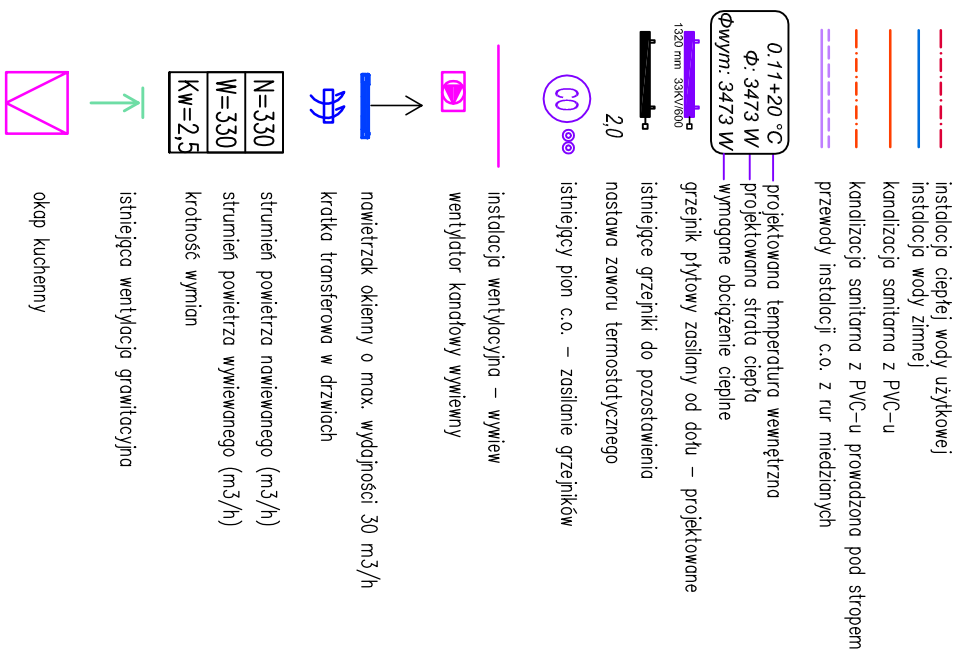 instalacja ciepłej wody użytkowej
instalacja wody zimnej
kanalizacja sanitarna z PVC-u
kanalizacja sanitarna z PVC-u prowadzona pod stropem
przewody instalacji c.o. z rur miedzianych
0.11+20 °C
Φ: 3473 W
Φwym: 3473 W
projektowana temperatura wewnętrzna
projektowana strata ciepła
wymagane obciążenie cieplne
1320 mm 33KV/600
grzejnik płytowy zasilany od dołu – projektowane
istniejące grzejniki do pozostawienia
2,0
nastawa zaworu termostatycznego
CO
istniejący pion c.o. – zasilanie grzejników
instalacja wentylacyjna – wywiew
wentylator kanałowy wywiewny
nawietrzak okienny o max. wydajności 30 m3/h
kratka transferowa w drzwiach
N=330
strumień powietrza nawiewanego (m3/h)
W=330
strumień powietrza wywiewanego (m3/h)
Kw=2,5
krotność wymian
istniejąca wentylacja grawitacyjna
okap kuchenny